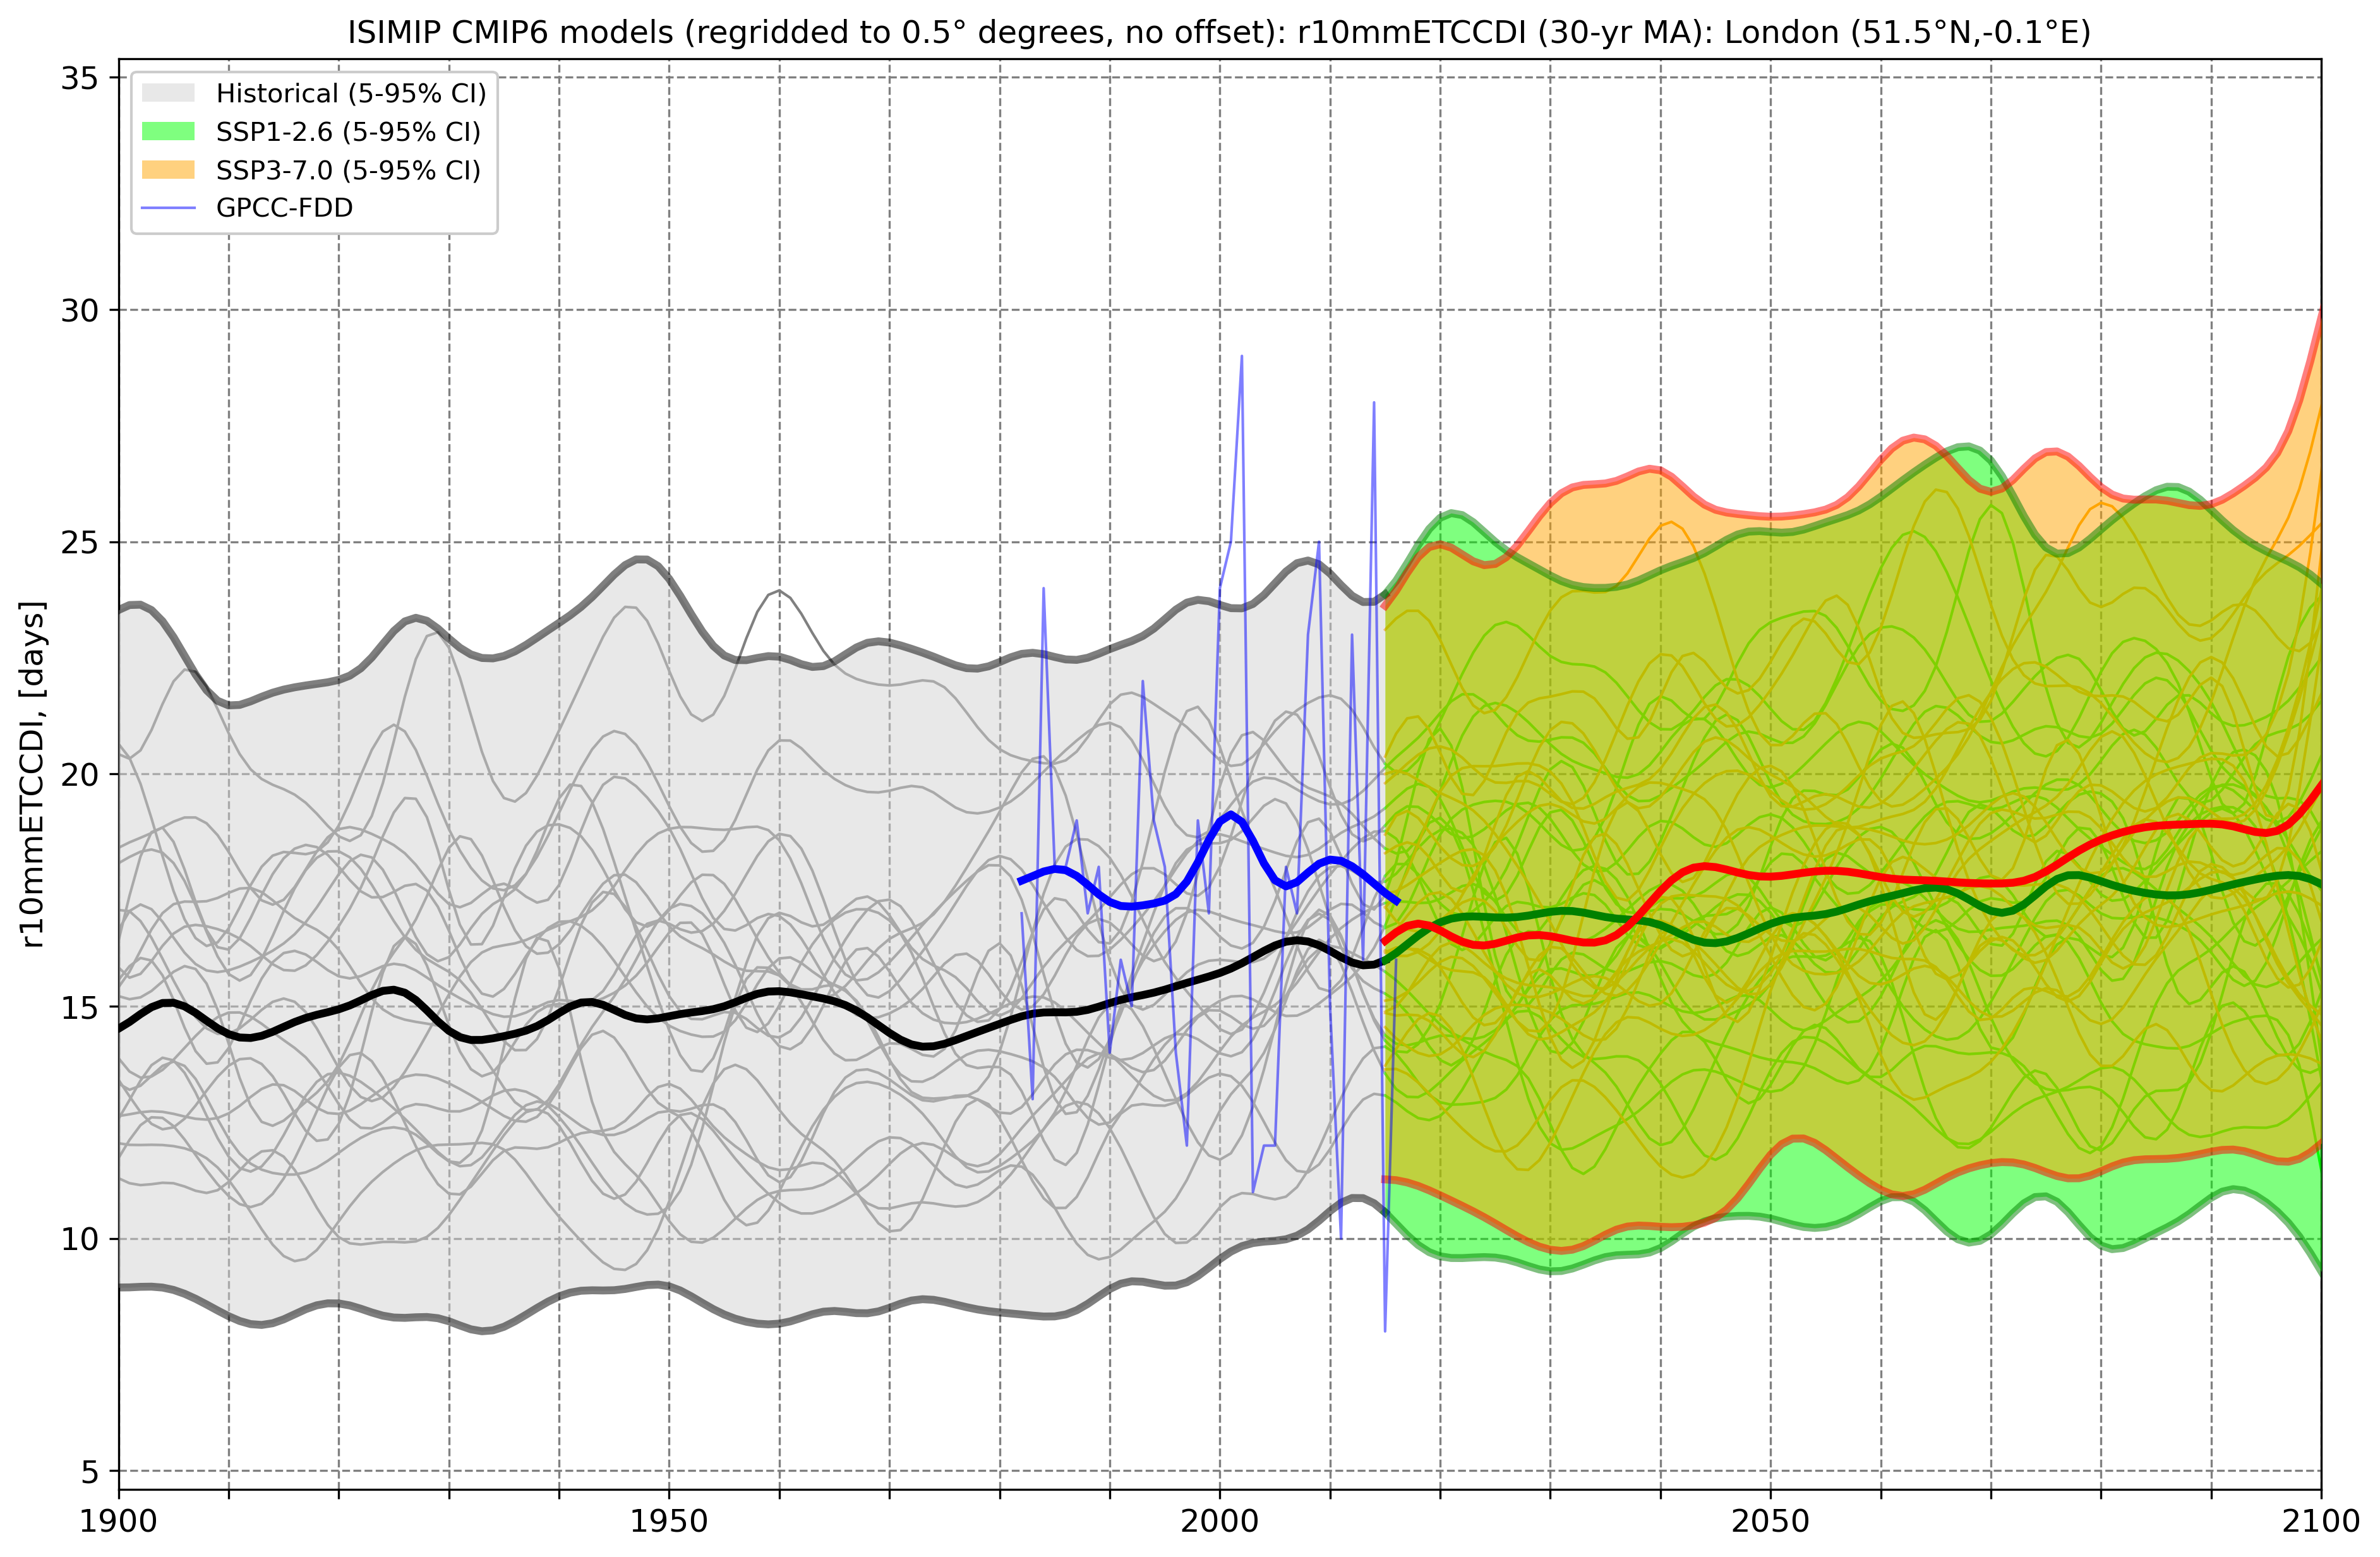 ISIMIP CMIP6 models (regridded to 0.5° degrees, no offset): r10mmETCCDI (30-yr MA): London (51.5°N,-0.1°E)
Historical (5-95% CI)
SSP1-2.6 (5-95% CI)
SSP3-7.0 (5-95% CI)
GPCC-FDD
r10mmETCCDI, [days]
35
30
25
20
15
10
5
1900 1950 2000 2050 2100